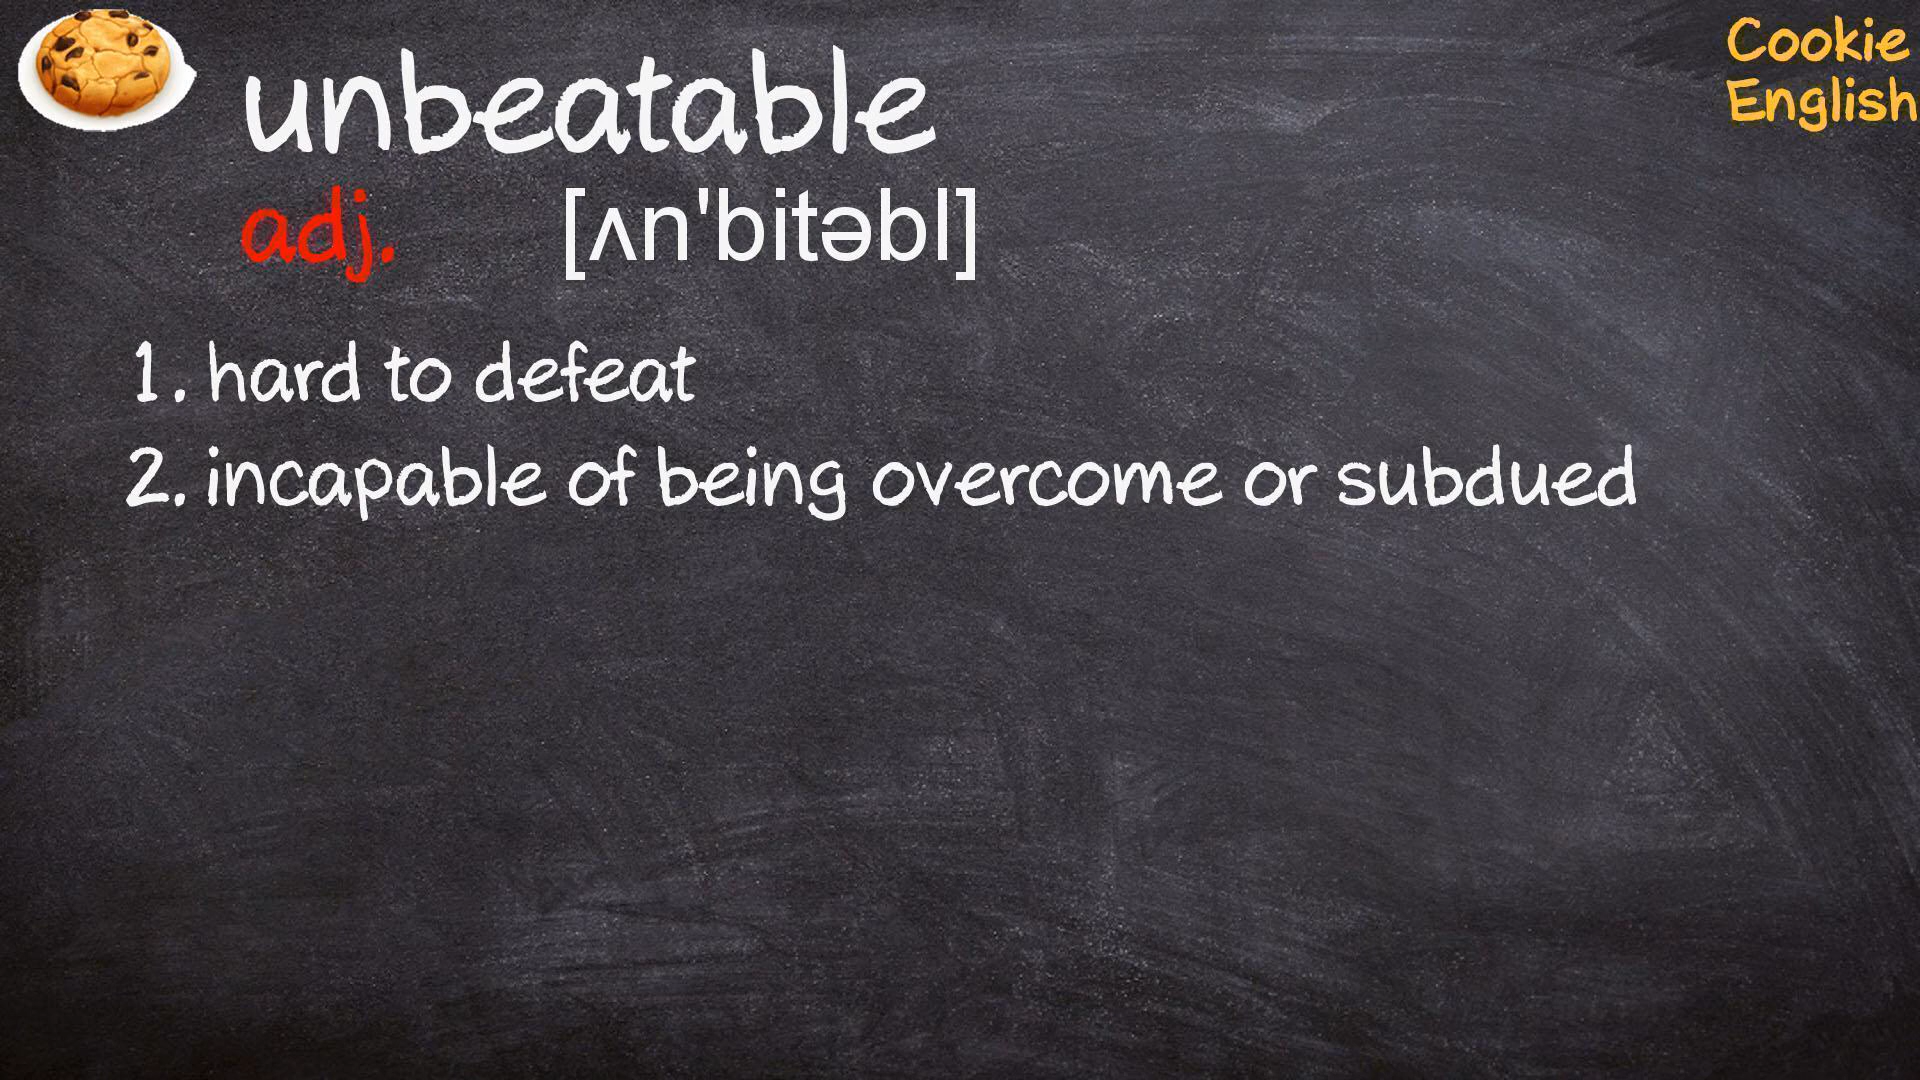 unbeatable
Cookie
English
adj. [ʌn'bitəbl]
1. hard to defeat
2. incapable of being overcome or subdued